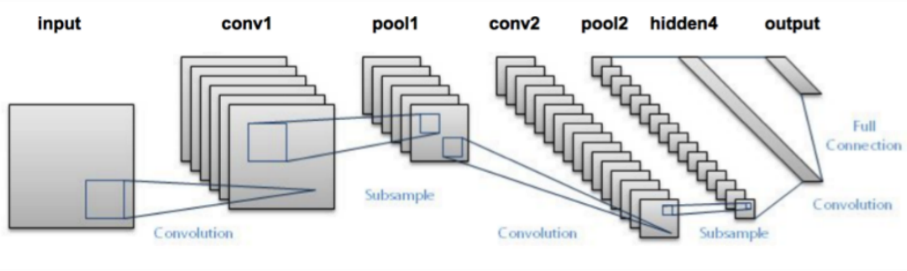 input conv1 pool1 conv2 pool2 hidden4 output
Full
Connection
Subsample
Convolution
Convolution
Convolution
Subsample